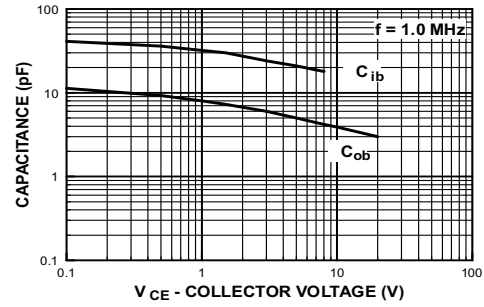 100
f = 1.0 MHz
C ib
10
C ob
1
0.1
0.1
1
10
100
CAPACITANCE (pF)
V CE - COLLECTOR VOLTAGE (V)